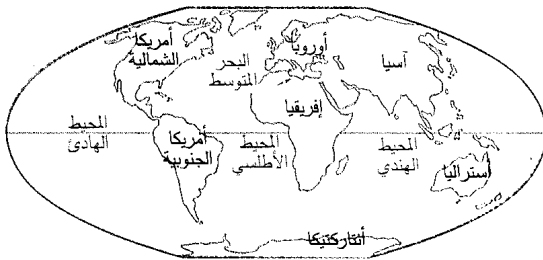 أمريكا
الشمالية
البحر
المتوسط
أوروبا
آسيا
إفريقيا
المحيط
الهادئ
أمريكا
الجنوبية
المحيط
الأطلسي
المحيط
الهندي
أستراليا
أنتاركتيكا